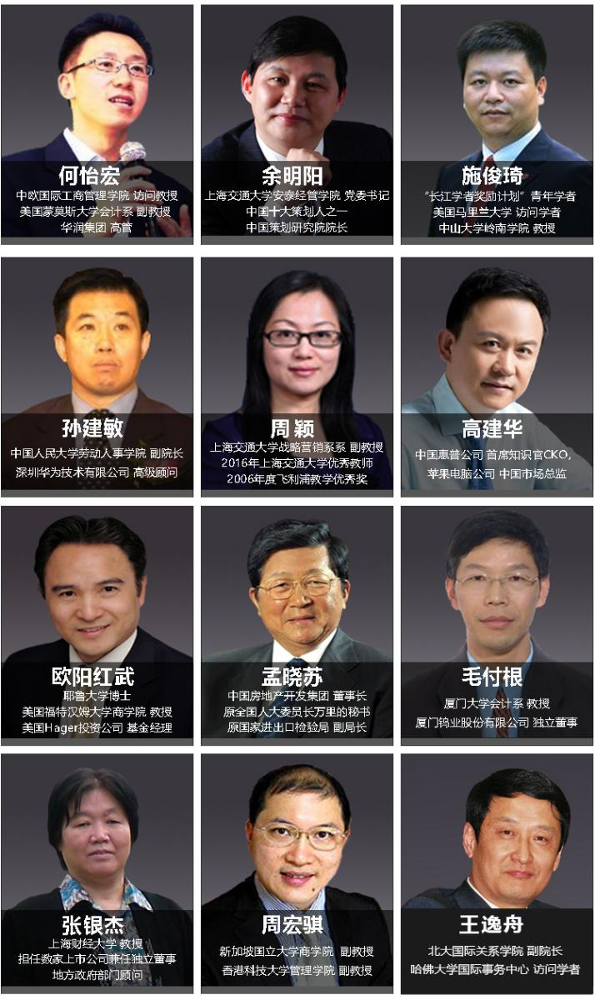 何怡宏
中欧国际工商管理学院 访问教授
美国蒙莫斯大学会计系 副教授
华润集团 高管
余明阳
上海交通大学安泰经管学院 党委书记
中国十大策划人之一
中国策划研究院院长
施俊琦
“长江学者奖励计划”青年学者
美国马里兰大学 访问学者
中山大学岭南学院 教授
孙建敏
中国人民大学劳动人事学院 副院长
深圳华为技术有限公司 高级顾问
周颖
上海交通大学战略营销系系 副教授
2016年上海交通大学优秀教师
2006年度飞利浦教学优秀奖
高建华
中国惠普公司 首席知识官CKO,
苹果电脑公司 中国市场总监
欧阳红武
耶鲁大学博士
美国福特汉姆大学商学院 教授
美国Hager投资公司 基金经理
孟晓苏
中国房地产开发集团 董事长
原全国人大委员长万里的秘书
原国家进出口检验局 副局长
毛付根
厦门大学会计系 教授
厦门钨业股份有限公司 独立董事
张银杰
上海财经大学 教授
担任数家上市公司兼任独立董事
地方政府部门顾问
周宏骐
新加坡国立大学商学院 副教授
香港科技大学管理学院 副教授
王逸舟
北大国际关系学院 副院长
哈佛大学国际事务中心 访问学者